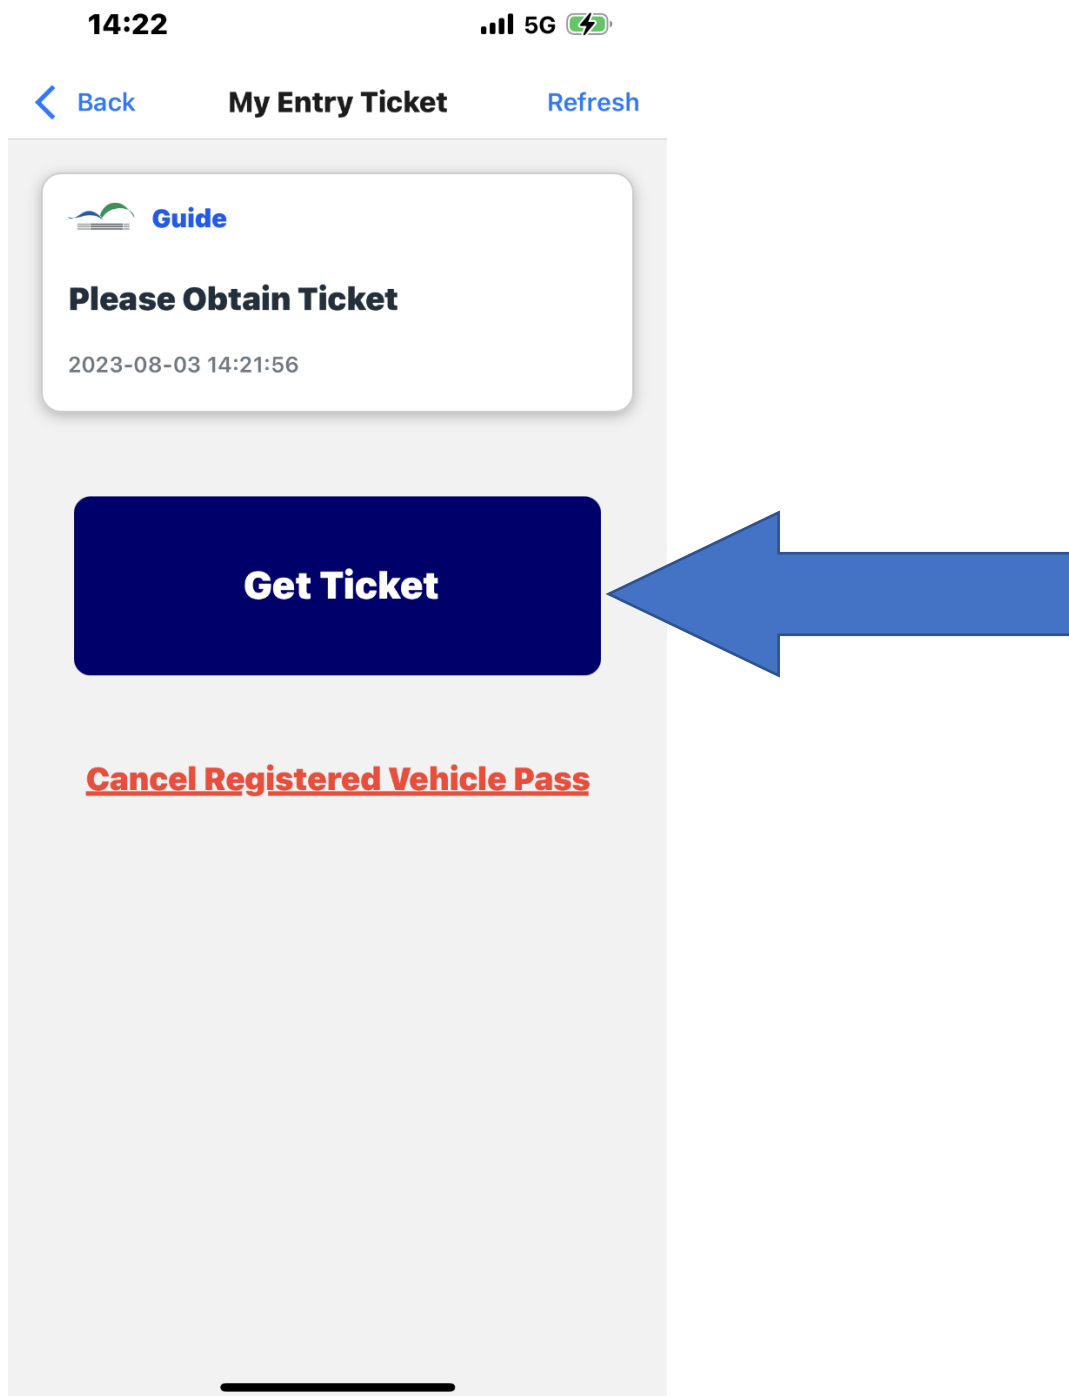 14:22 5G
Back My Entry Ticket Refresh
Guide
Please Obtain Ticket
2023-08-03 14:21:56
Get Ticket
Cancel Registered Vehicle Pass